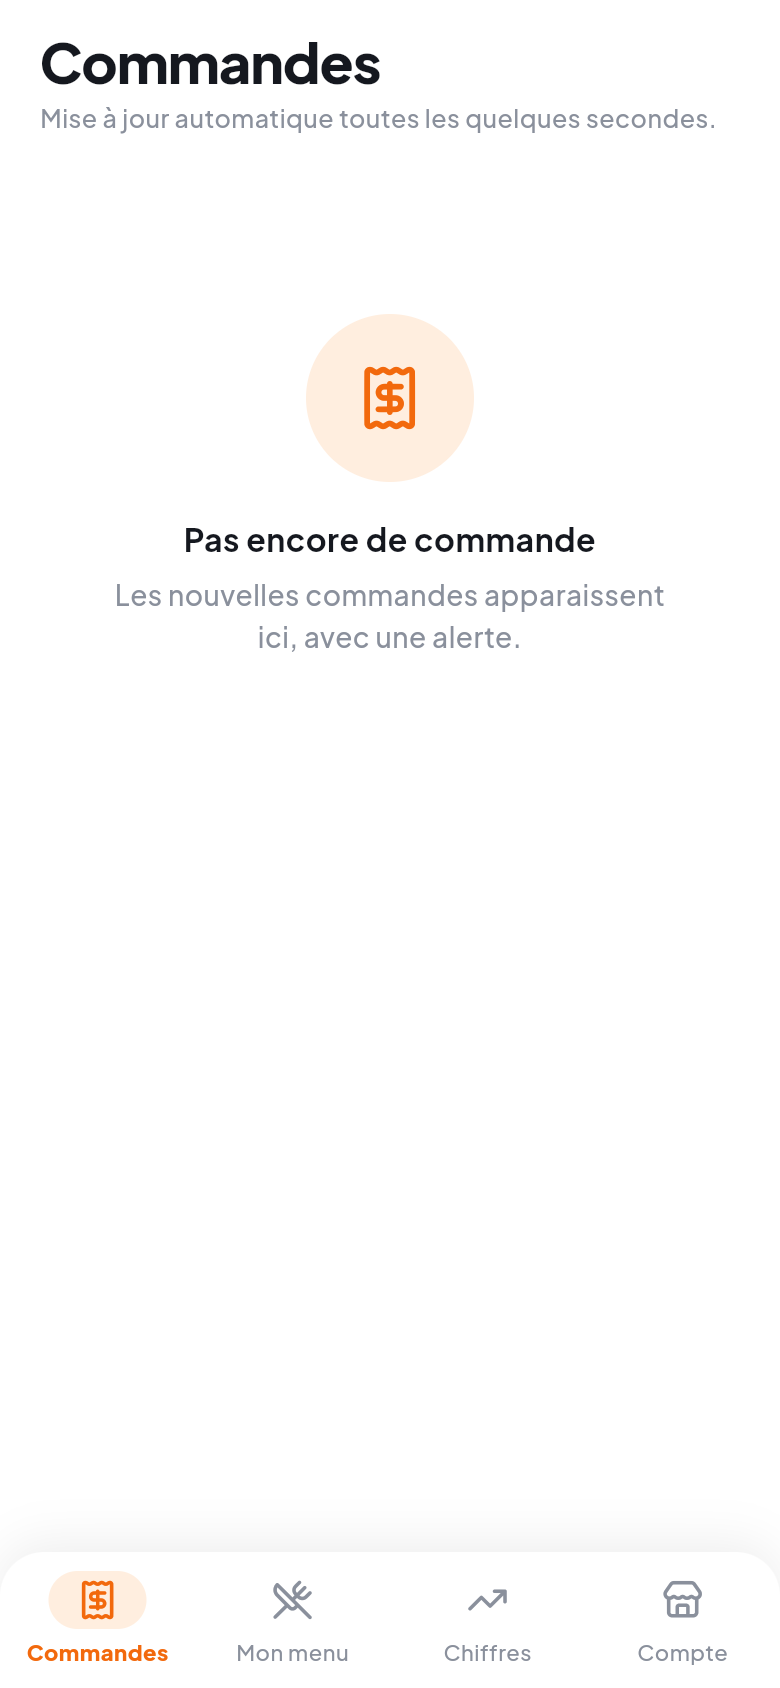 Commandes
Mise à jour automatique toutes les quelques secondes.
Pas encore de commande
Les nouvelles commandes apparaissent
ici, avec une alerte.
Commandes
Mon menu
Chiffres
Compte